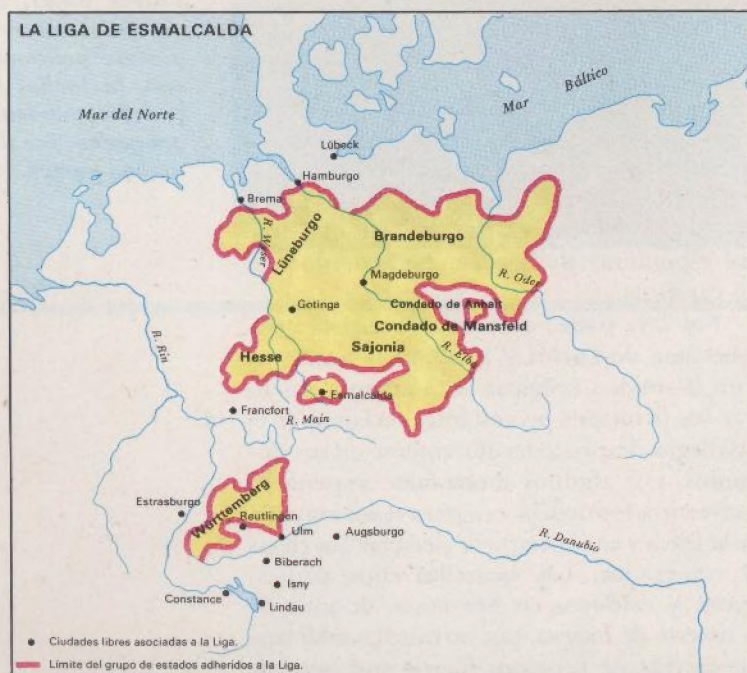 LA LIGA DE ESMALCALDA
Mar del Norte
Mar Báltico
Lübeck
Hamburgo
Brema
R. Weser
Lüneburgo
Brandeburgo
Magdeburgo
R. Oder
Gotinga
Condado de Anhalt
Condado de Mansfeld
Sajonia
R. Elba
R. Rin
Hesse
Esmalcalda
Francfort
R. Main
Estrasburgo
Württemberg
Reutlingen
Ulm
Augsburgo
R. Danubio
Biberach
Isny
Constance
Lindau
Ciudades libres asociadas a la Liga.
Límite del grupo de estados adheridos a la Liga.